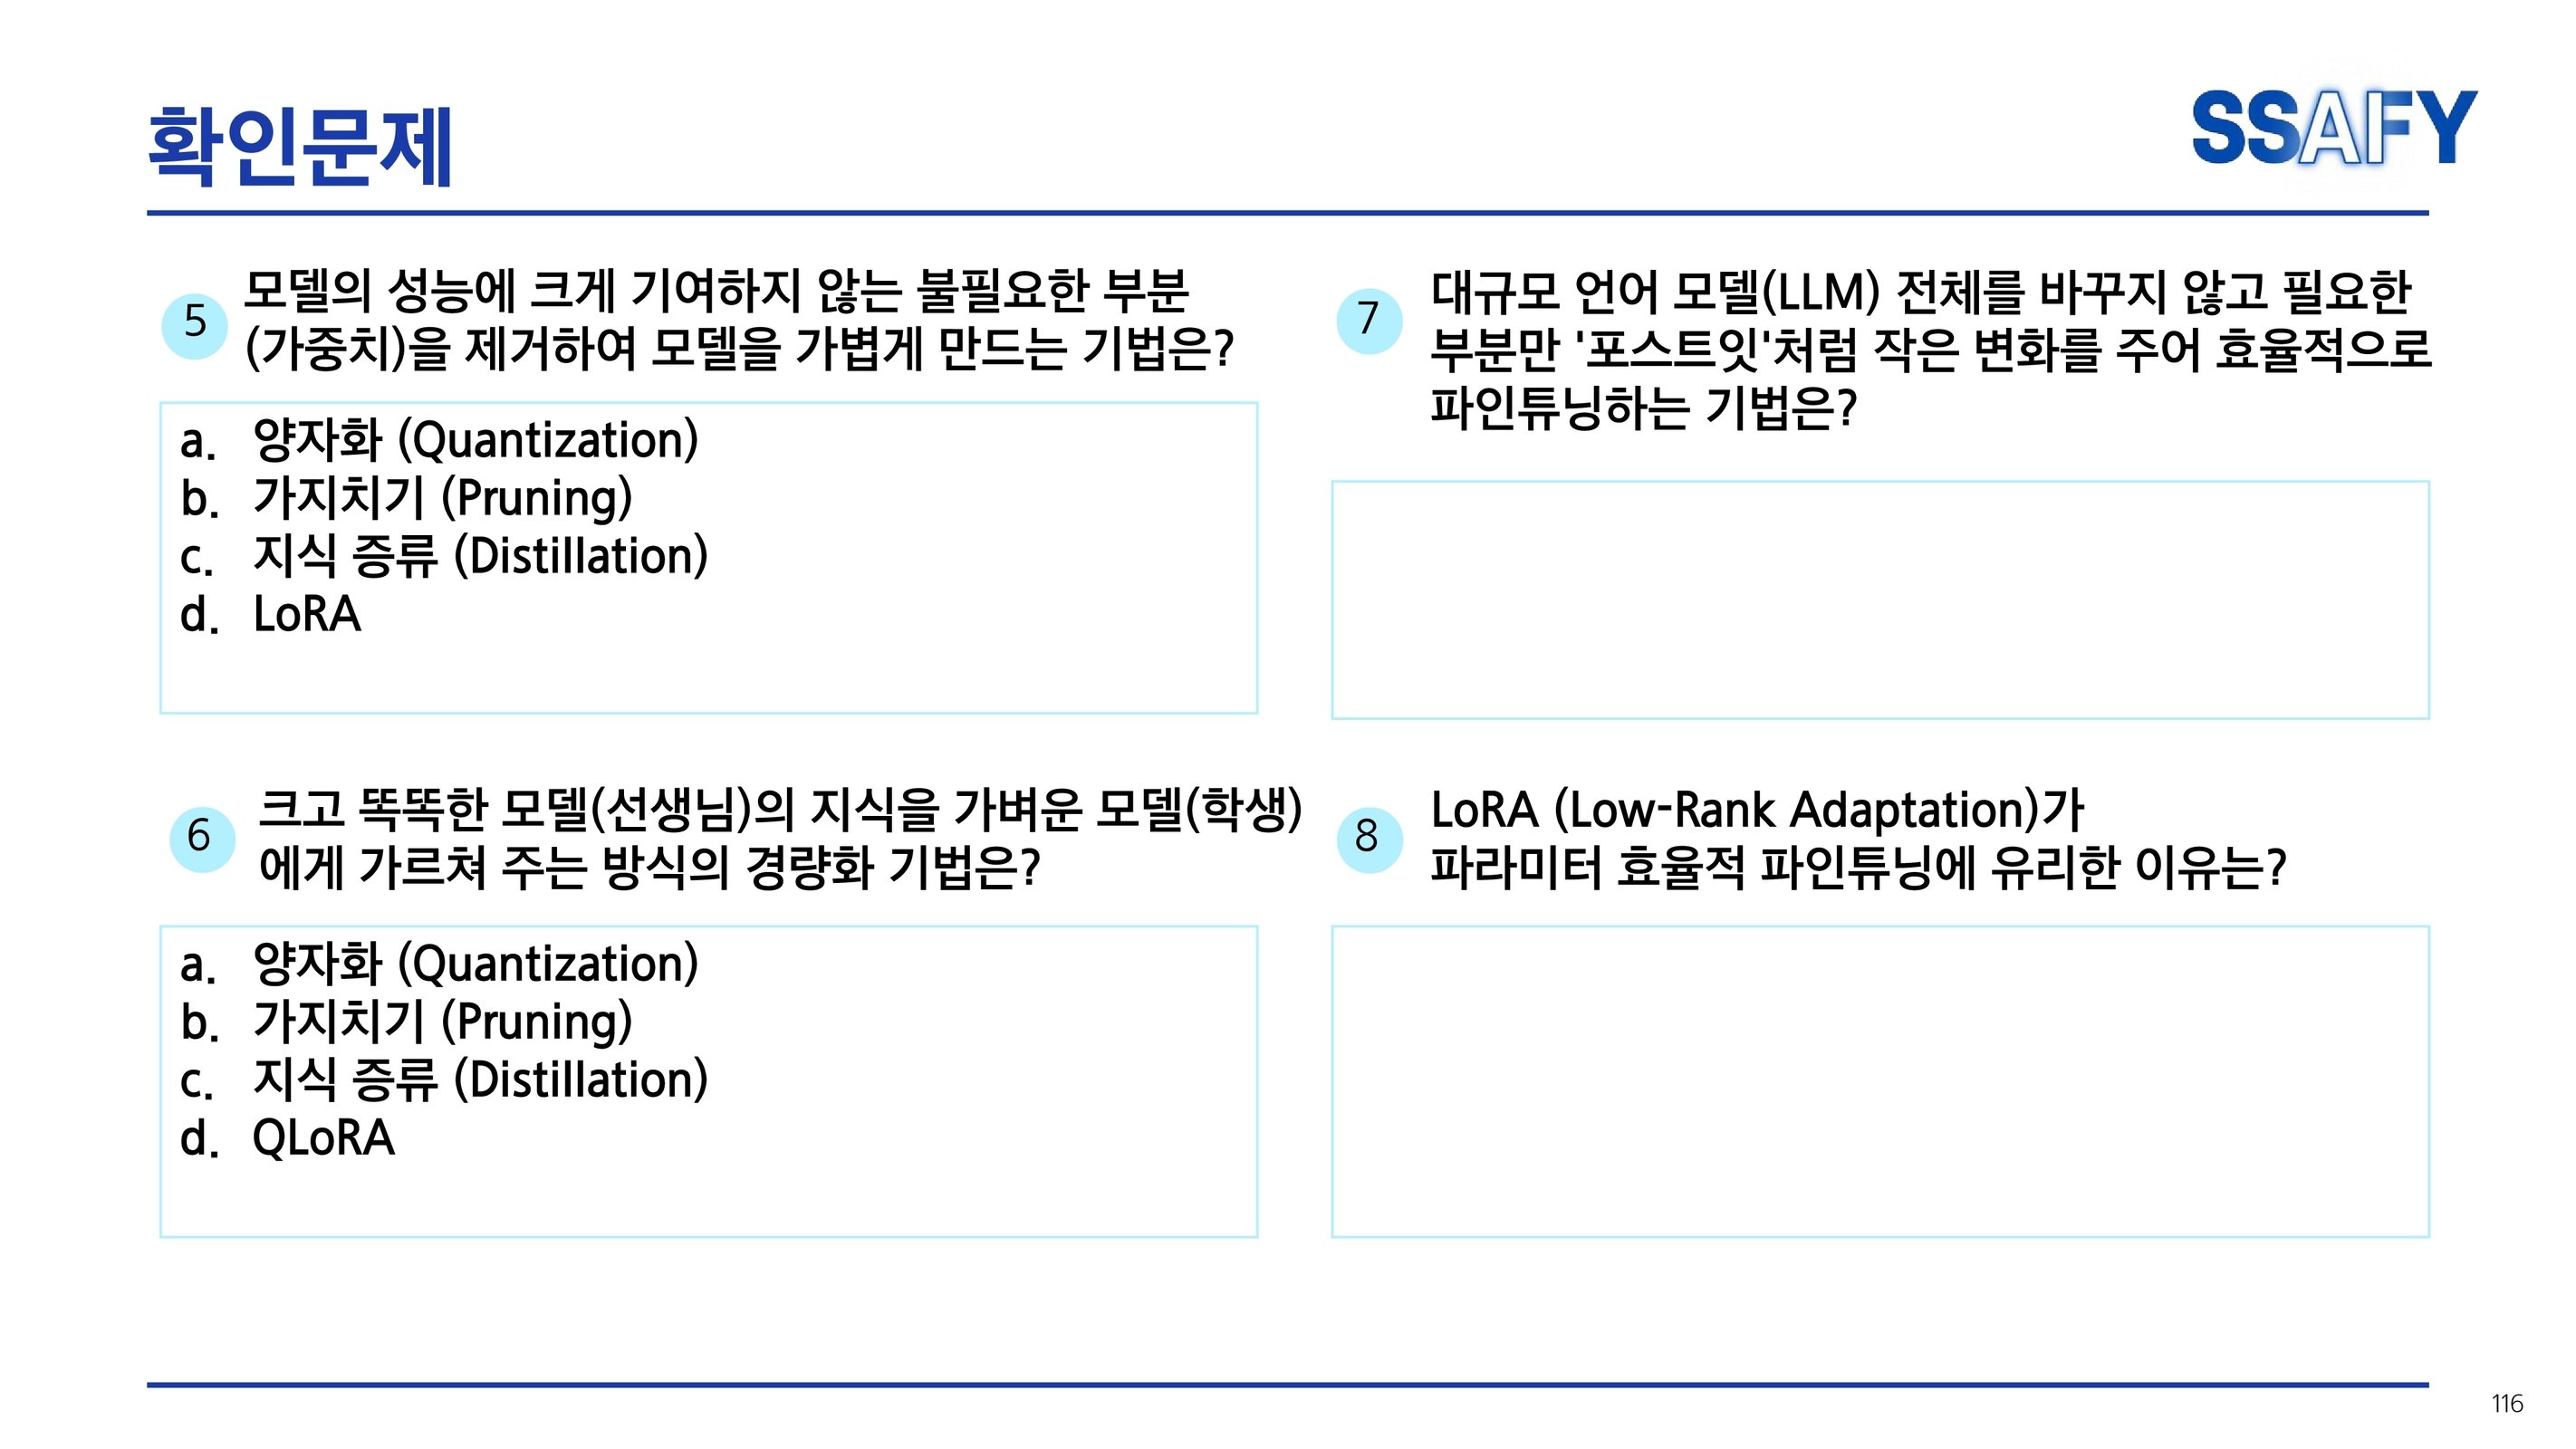 확인문제
SSAFY
5
모델의 성능에 크게 기여하지 않는 불필요한 부분
(가중치)을 제거하여 모델을 가볍게 만드는 기법은?
a. 양자화 (Quantization)
b. 가지치기 (Pruning)
c. 지식 증류 (Distillation)
d. LoRA
6
크고 똑똑한 모델(선생님)의 지식을 가벼운 모델(학생)
에게 가르쳐 주는 방식의 경량화 기법은?
a. 양자화 (Quantization)
b. 가지치기 (Pruning)
c. 지식 증류 (Distillation)
d. QLoRA
7
대규모 언어 모델(LLM) 전체를 바꾸지 않고 필요한
부분만 '포스트잇'처럼 작은 변화를 주어 효율적으로
파인튜닝하는 기법은?
8
LoRA (Low-Rank Adaptation)가
파라미터 효율적 파인튜닝에 유리한 이유는?
116